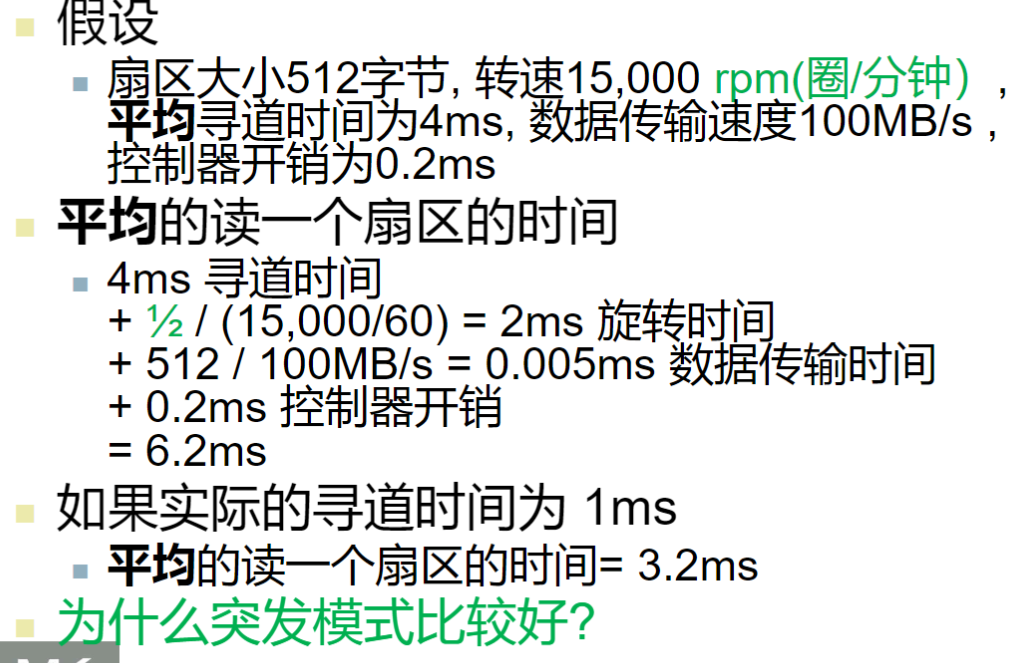 假设
扇区大小512字节, 转速15,000 rpm(圈/分钟），
平均寻道时间为4ms, 数据传输速度100MB/s ,
控制器开销为0.2ms
平均的读一个扇区的时间
4ms 寻道时间
+ ½ / (15,000/60) = 2ms 旋转时间
+ 512 / 100MB/s = 0.005ms 数据传输时间
+ 0.2ms 控制器开销
= 6.2ms
如果实际的寻道时间为 1ms
平均的读一个扇区的时间= 3.2ms
为什么突发模式比较好?